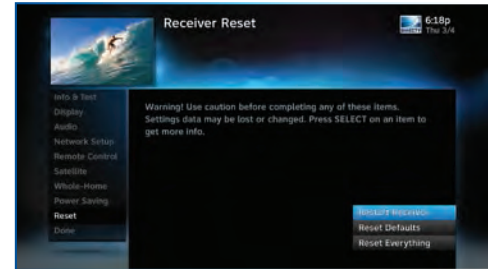 Receiver Reset
6:18p
Thu 3/4
Info & Test
Display
Audio
Network Setup
Remote Control
Satellite
Whole-Home
Power Saving
Reset
Done
Warning! Use caution before completing any of these items.
Settings data may be lost or changed. Press SELECT on an item to
get more info.
Restart Receiver
Reset Defaults
Reset Everything